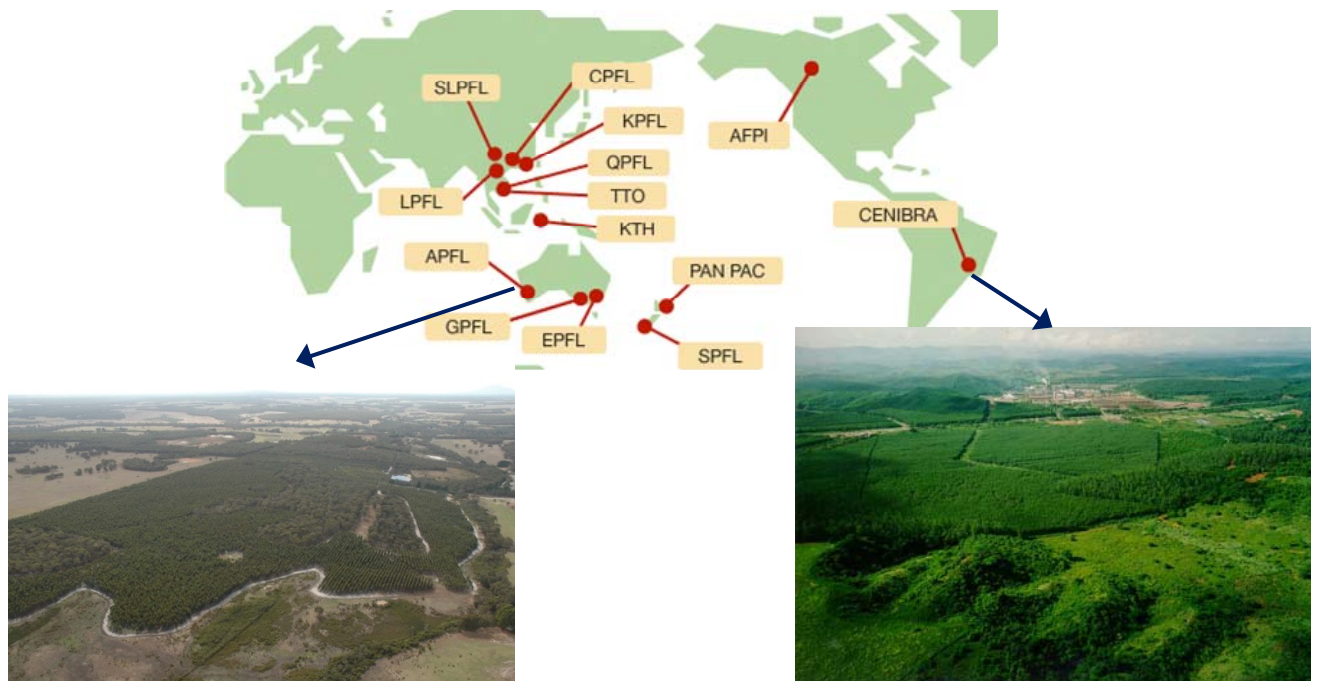 CPFL
SLPFL
KPFL
AFPI
QPFL
TTO
LPFL
CENIBRA
KTH
APFL
PAN PAC
GPFL
EPFL
SPFL